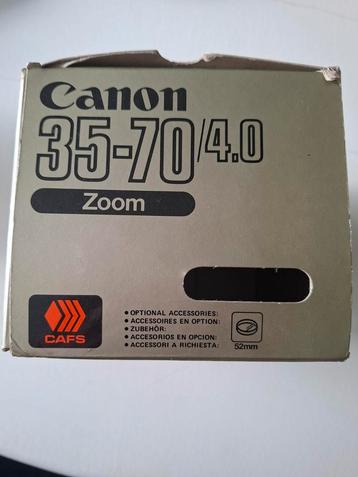 Canon
35-70/4.0
Zoom
CAFS
• OPTIONAL ACCESSORIES:
• ACCESSOIRES EN OPTION:
• ZUBEHÖR:
• ACCESORIOS EN OPCION:
• ACCESSORI A RICHIESTA:
52mm